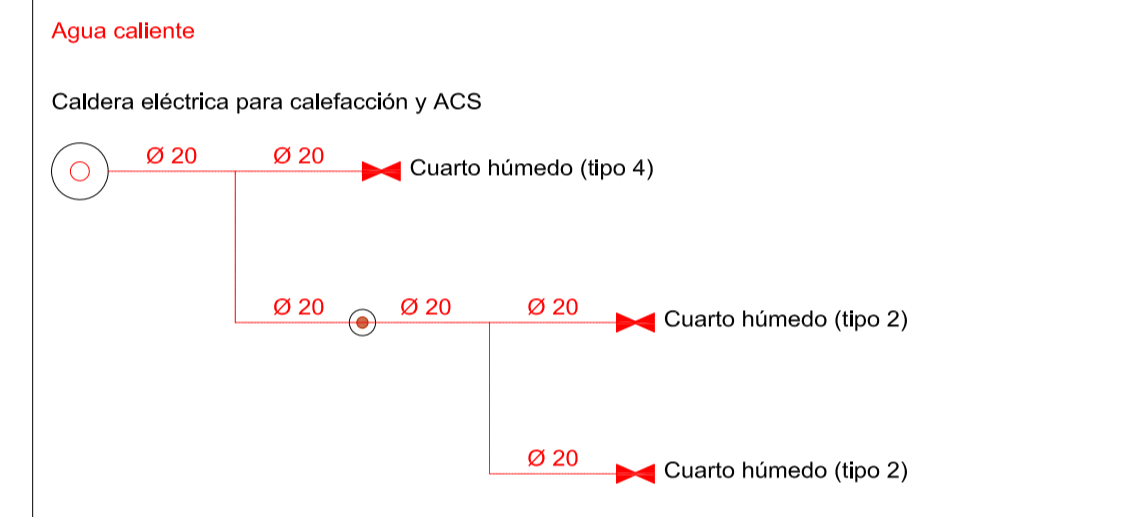 Agua caliente
Caldera eléctrica para calefacción y ACS
Ø 20 Ø 20
Cuarto húmedo (tipo 4)
Ø 20 Ø 20 Ø 20
Cuarto húmedo (tipo 2)
Ø 20
Cuarto húmedo (tipo 2)